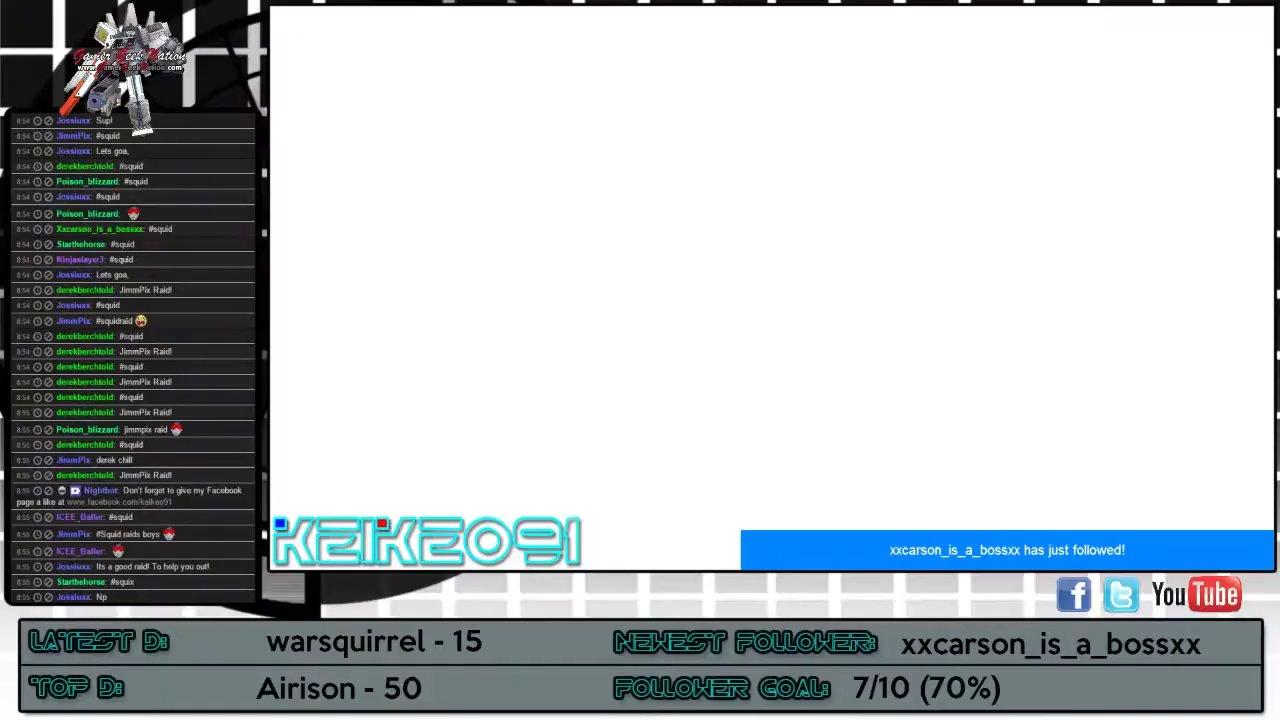 Gamer Geek Nation
www.GamerGeekNation.com
8:54 Jossiuxx: Sup!
8:54 JimmPix: #squid
8:54 Jossiuxx: Lets goa,
8:54 derekberchtold: #squid
8:54 Poison_blizzard: #squid
8:54 Jossiuxx: #squid
8:54 Poison_blizzard:
8:54 Xxcarson_is_a_bossxx: #squid
8:54 Starthehorse: #squid
8:54 Ninjaslayer3: #squid
8:54 Jossiuxx: Lets goa,
8:54 derekberchtold: JimmPix Raid!
8:54 Jossiuxx: #squid
8:54 JimmPix: #squidraid
8:54 derekberchtold: #squid
8:54 derekberchtold: JimmPix Raid!
8:54 derekberchtold: #squid
8:54 derekberchtold: JimmPix Raid!
8:54 derekberchtold: #squid
8:55 derekberchtold: JimmPix Raid!
8:55 Poison_blizzard: jimmpix raid
8:55 derekberchtold: #squid
8:55 JimmPix: derek chill
8:55 derekberchtold: JimmPix Raid!
8:55 Nightbot: Don't forget to give my Facebook
page a like at www.facebook.com/keikeo91
8:55 ICEE_Baller: #squid
8:55 JimmPix: #Squid raids boys
8:55 ICEE_Baller:
8:55 Jossiuxx: Its a good raid! To help you out!
8:55 Starthehorse: #squix
8:55 Jossiuxx: Np
KEIKEO91
xxcarson_is_a_bossxx has just followed!
f t YouTube
LATEST D: warsquirrel - 15
NEWEST FOLLOWER: xxcarson_is_a_bossxx
TOP D: Airison - 50
FOLLOWER GOAL: 7/10 (70%)